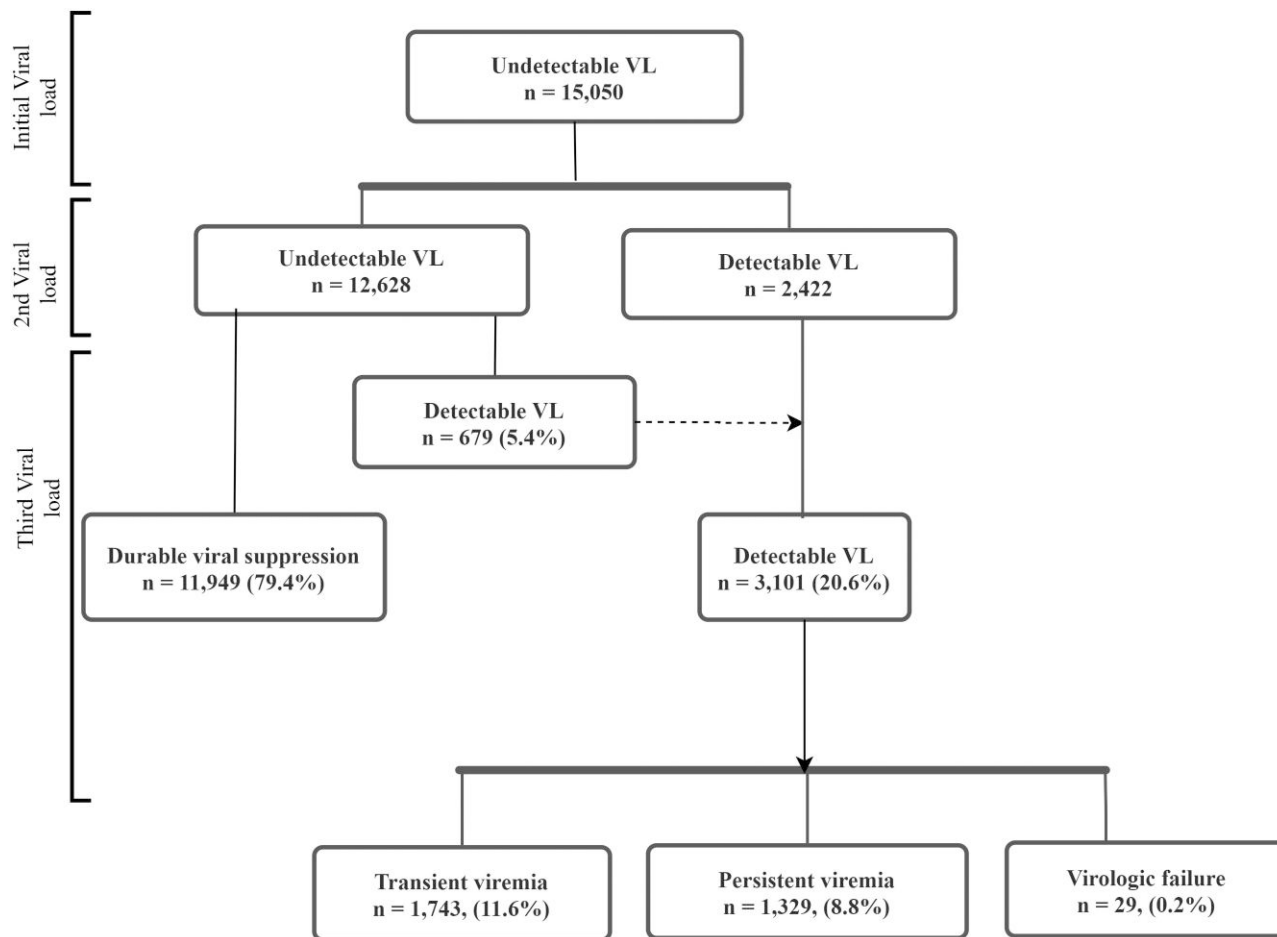 Initial Viral
load
Undetectable VL
n = 15,050
2nd Viral
load
Undetectable VL
n = 12,628
Detectable VL
n = 2,422
Third Viral
load
Detectable VL
n = 679 (5.4%)
Durable viral suppression
n = 11,949 (79.4%)
Detectable VL
n = 3,101 (20.6%)
Transient viremia
n = 1,743, (11.6%)
Persistent viremia
n = 1,329, (8.8%)
Virologic failure
n = 29, (0.2%)